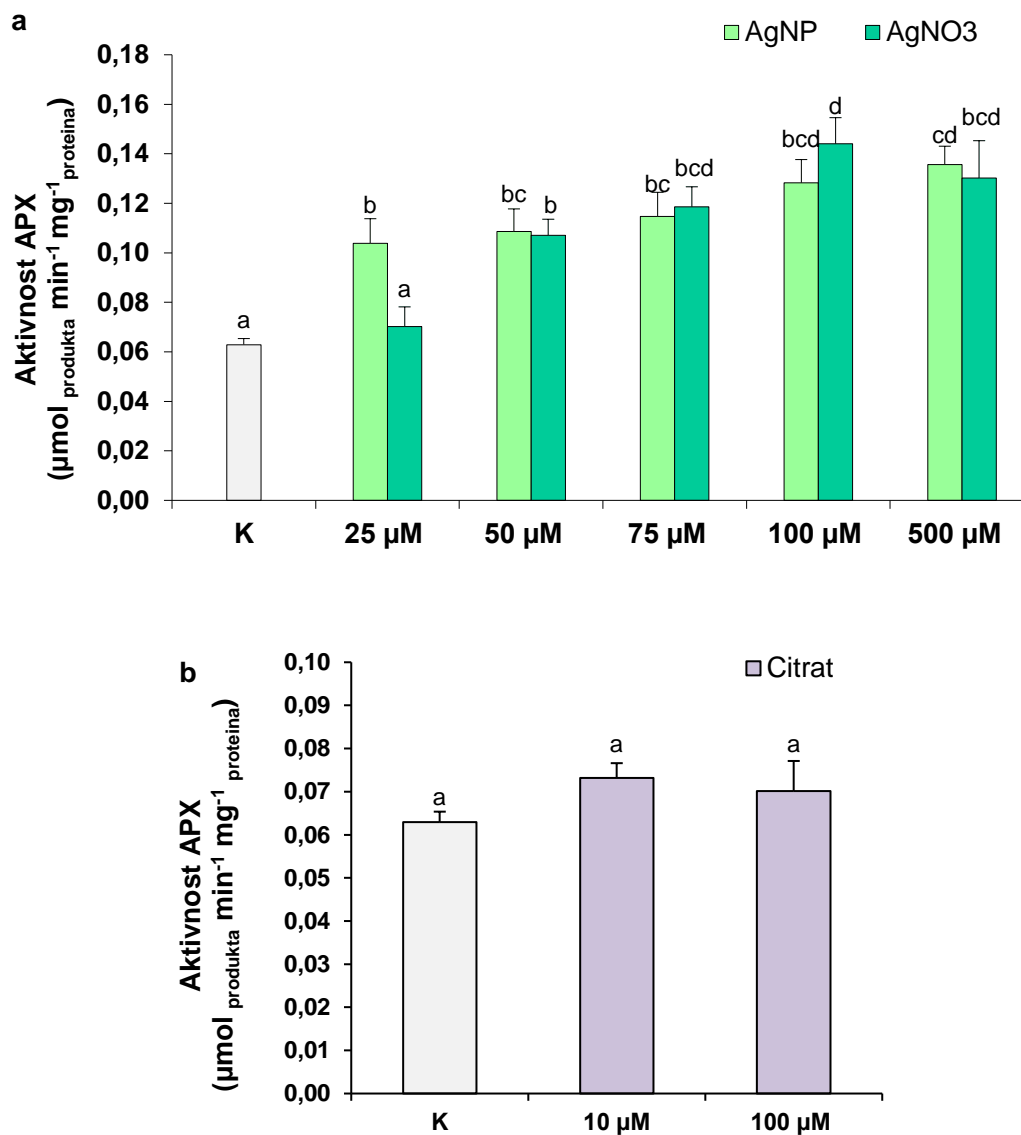 a
AgNP AgNO3
Aktivnost APX
(µmol produkta min-1 mg-1 proteina)
0,18
0,16
0,14
0,12
0,10
0,08
0,06
0,04
0,02
0,00
a
b
a
bc
b
bc
bcd
bcd
d
cd
bcd
K 25 µM 50 µM 75 µM 100 µM 500 µM
b
Citrat
Aktivnost APX
(µmol produkta min-1 mg-1 proteina)
0,10
0,09
0,08
0,07
0,06
0,05
0,04
0,03
0,02
0,01
0,00
a
a
a
K 10 µM 100 µM